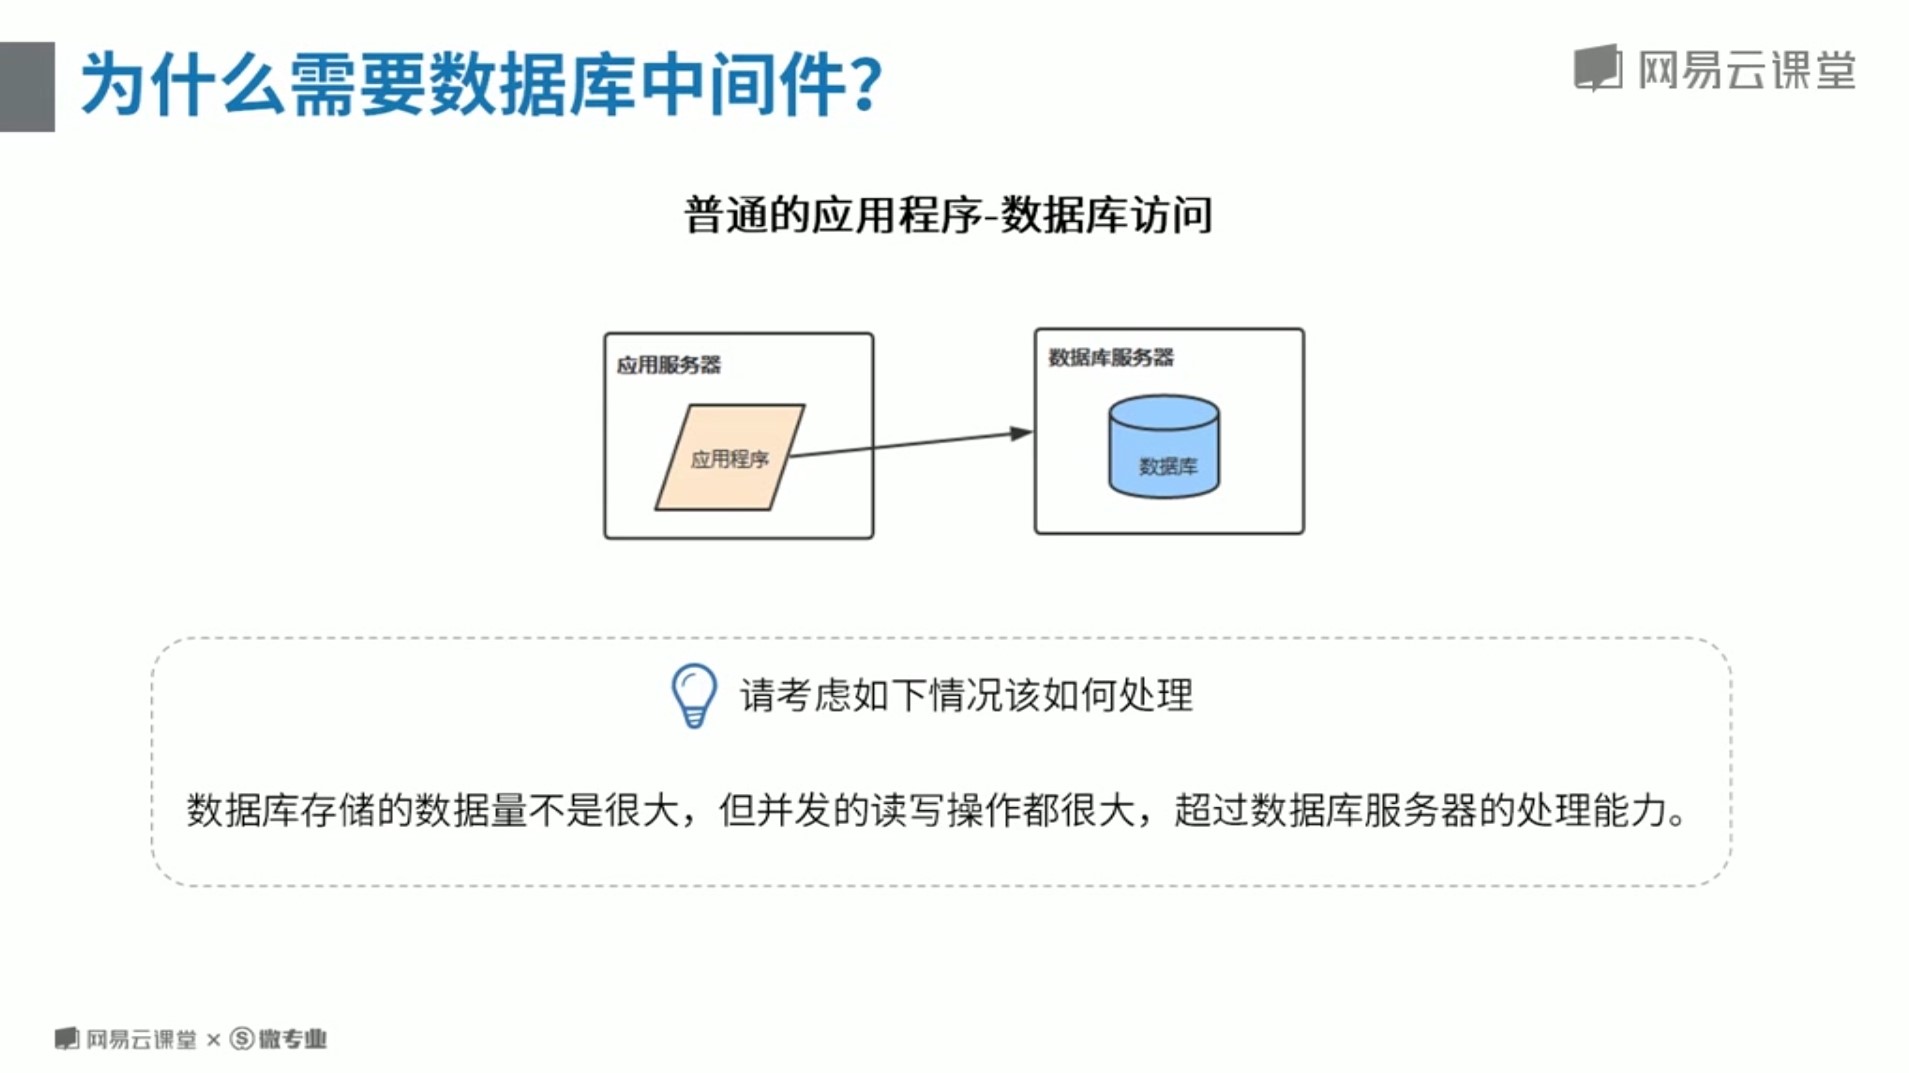 为什么需要数据库中间件？
网易云课堂
普通的应用程序-数据库访问
应用服务器
数据库服务器
应用程序
数据库
请考虑如下情况该如何处理
数据库存储的数据量不是很大，但并发的读写操作都很大，超过数据库服务器的处理能力。
网易云课堂 × Ⓢ微专业